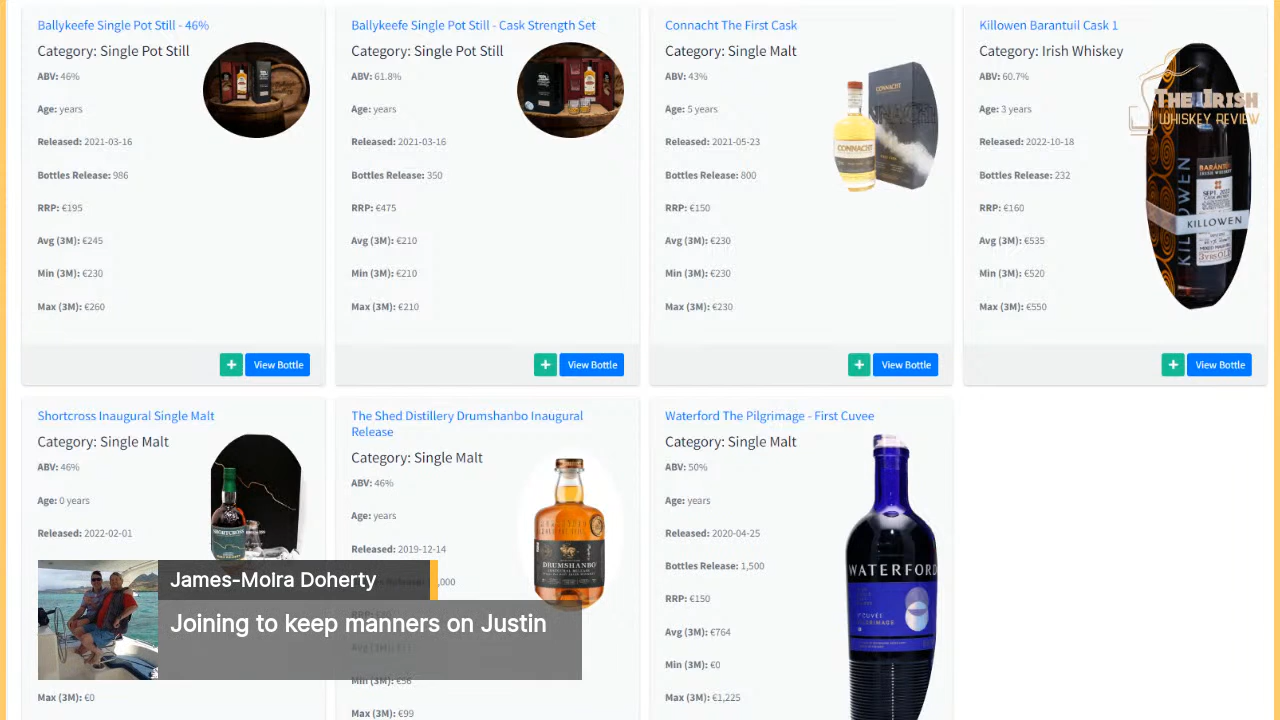 Ballykeefe Single Pot Still - 46%
Category: Single Pot Still
ABV: 46%
Age: years
Released: 2021-03-16
Bottles Release: 986
RRP: €195
Avg (3M): €245
Min (3M): €230
Max (3M): €260
+ View Bottle
Ballykeefe Single Pot Still - Cask Strength Set
Category: Single Pot Still
ABV: 61.8%
Age: years
Released: 2021-03-16
Bottles Release: 350
RRP: €475
Avg (3M): €210
Min (3M): €210
Max (3M): €210
+ View Bottle
Connacht The First Cask
Category: Single Malt
ABV: 43%
Age: 5 years
Released: 2021-05-23
Bottles Release: 800
RRP: €150
Avg (3M): €230
Min (3M): €230
Max (3M): €230
CONNACHT
CONNACHT
+ View Bottle
Killowen Barantuil Cask 1
Category: Irish Whiskey
ABV: 60.7%
Age: 3 years
Released: 2022-10-18
Bottles Release: 232
RRP: €160
Avg (3M): €535
Min (3M): €520
Max (3M): €550
THE IRISH
WHISKEY REVIEW
KILLOWEN
KILLOWEN
+ View Bottle
Shortcross Inaugural Single Malt
Category: Single Malt
ABV: 46%
Age: 0 years
Released: 2022-02-01
Max (3M): €0
The Shed Distillery Drumshanbo Inaugural
Release
Category: Single Malt
ABV: 46%
Age: years
Released: 2019-12-14
,000
Min (3M): €56
Max (3M): €99
DRUMSHANBO
Waterford The Pilgrimage - First Cuvee
Category: Single Malt
ABV: 50%
Age: years
Released: 2020-04-25
Bottles Release: 1,500
RRP: €150
Avg (3M): €764
Min (3M): €0
Max (3M): €1,225
WATERFORD
James-Moira Doherty
Joining to keep manners on Justin